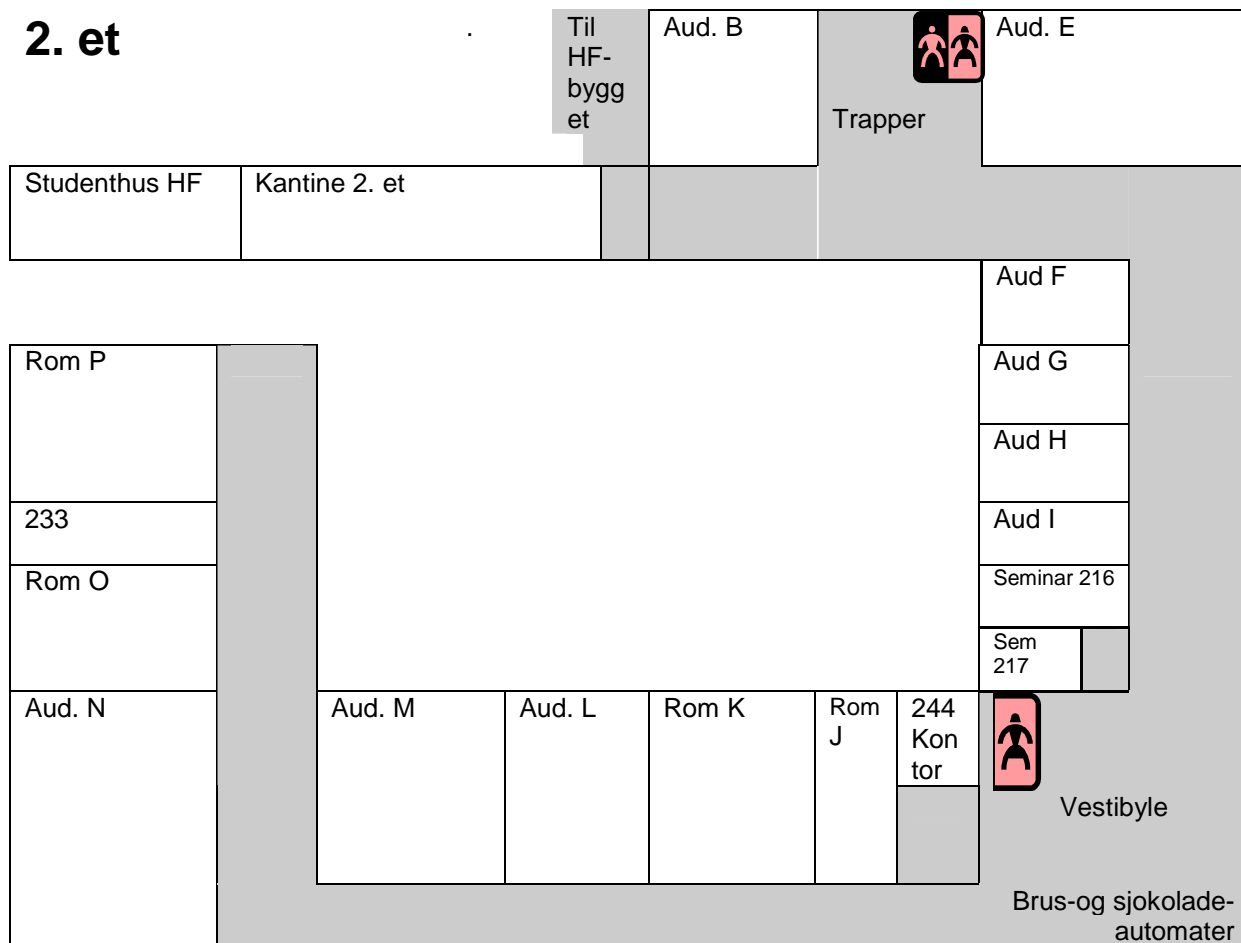 2. et
.
Til
HF-
bygg
et
Aud. B
Trapper
Aud. E
Studenthus HF
Kantine 2. et
Aud F
Rom P
Aud G
Aud H
233
Aud I
Rom O
Seminar 216
Sem
217
Aud. N
Aud. M
Aud. L
Rom K
Rom
J
244
Kon
tor
Vestibyle
Brus-og sjokolade-
automater